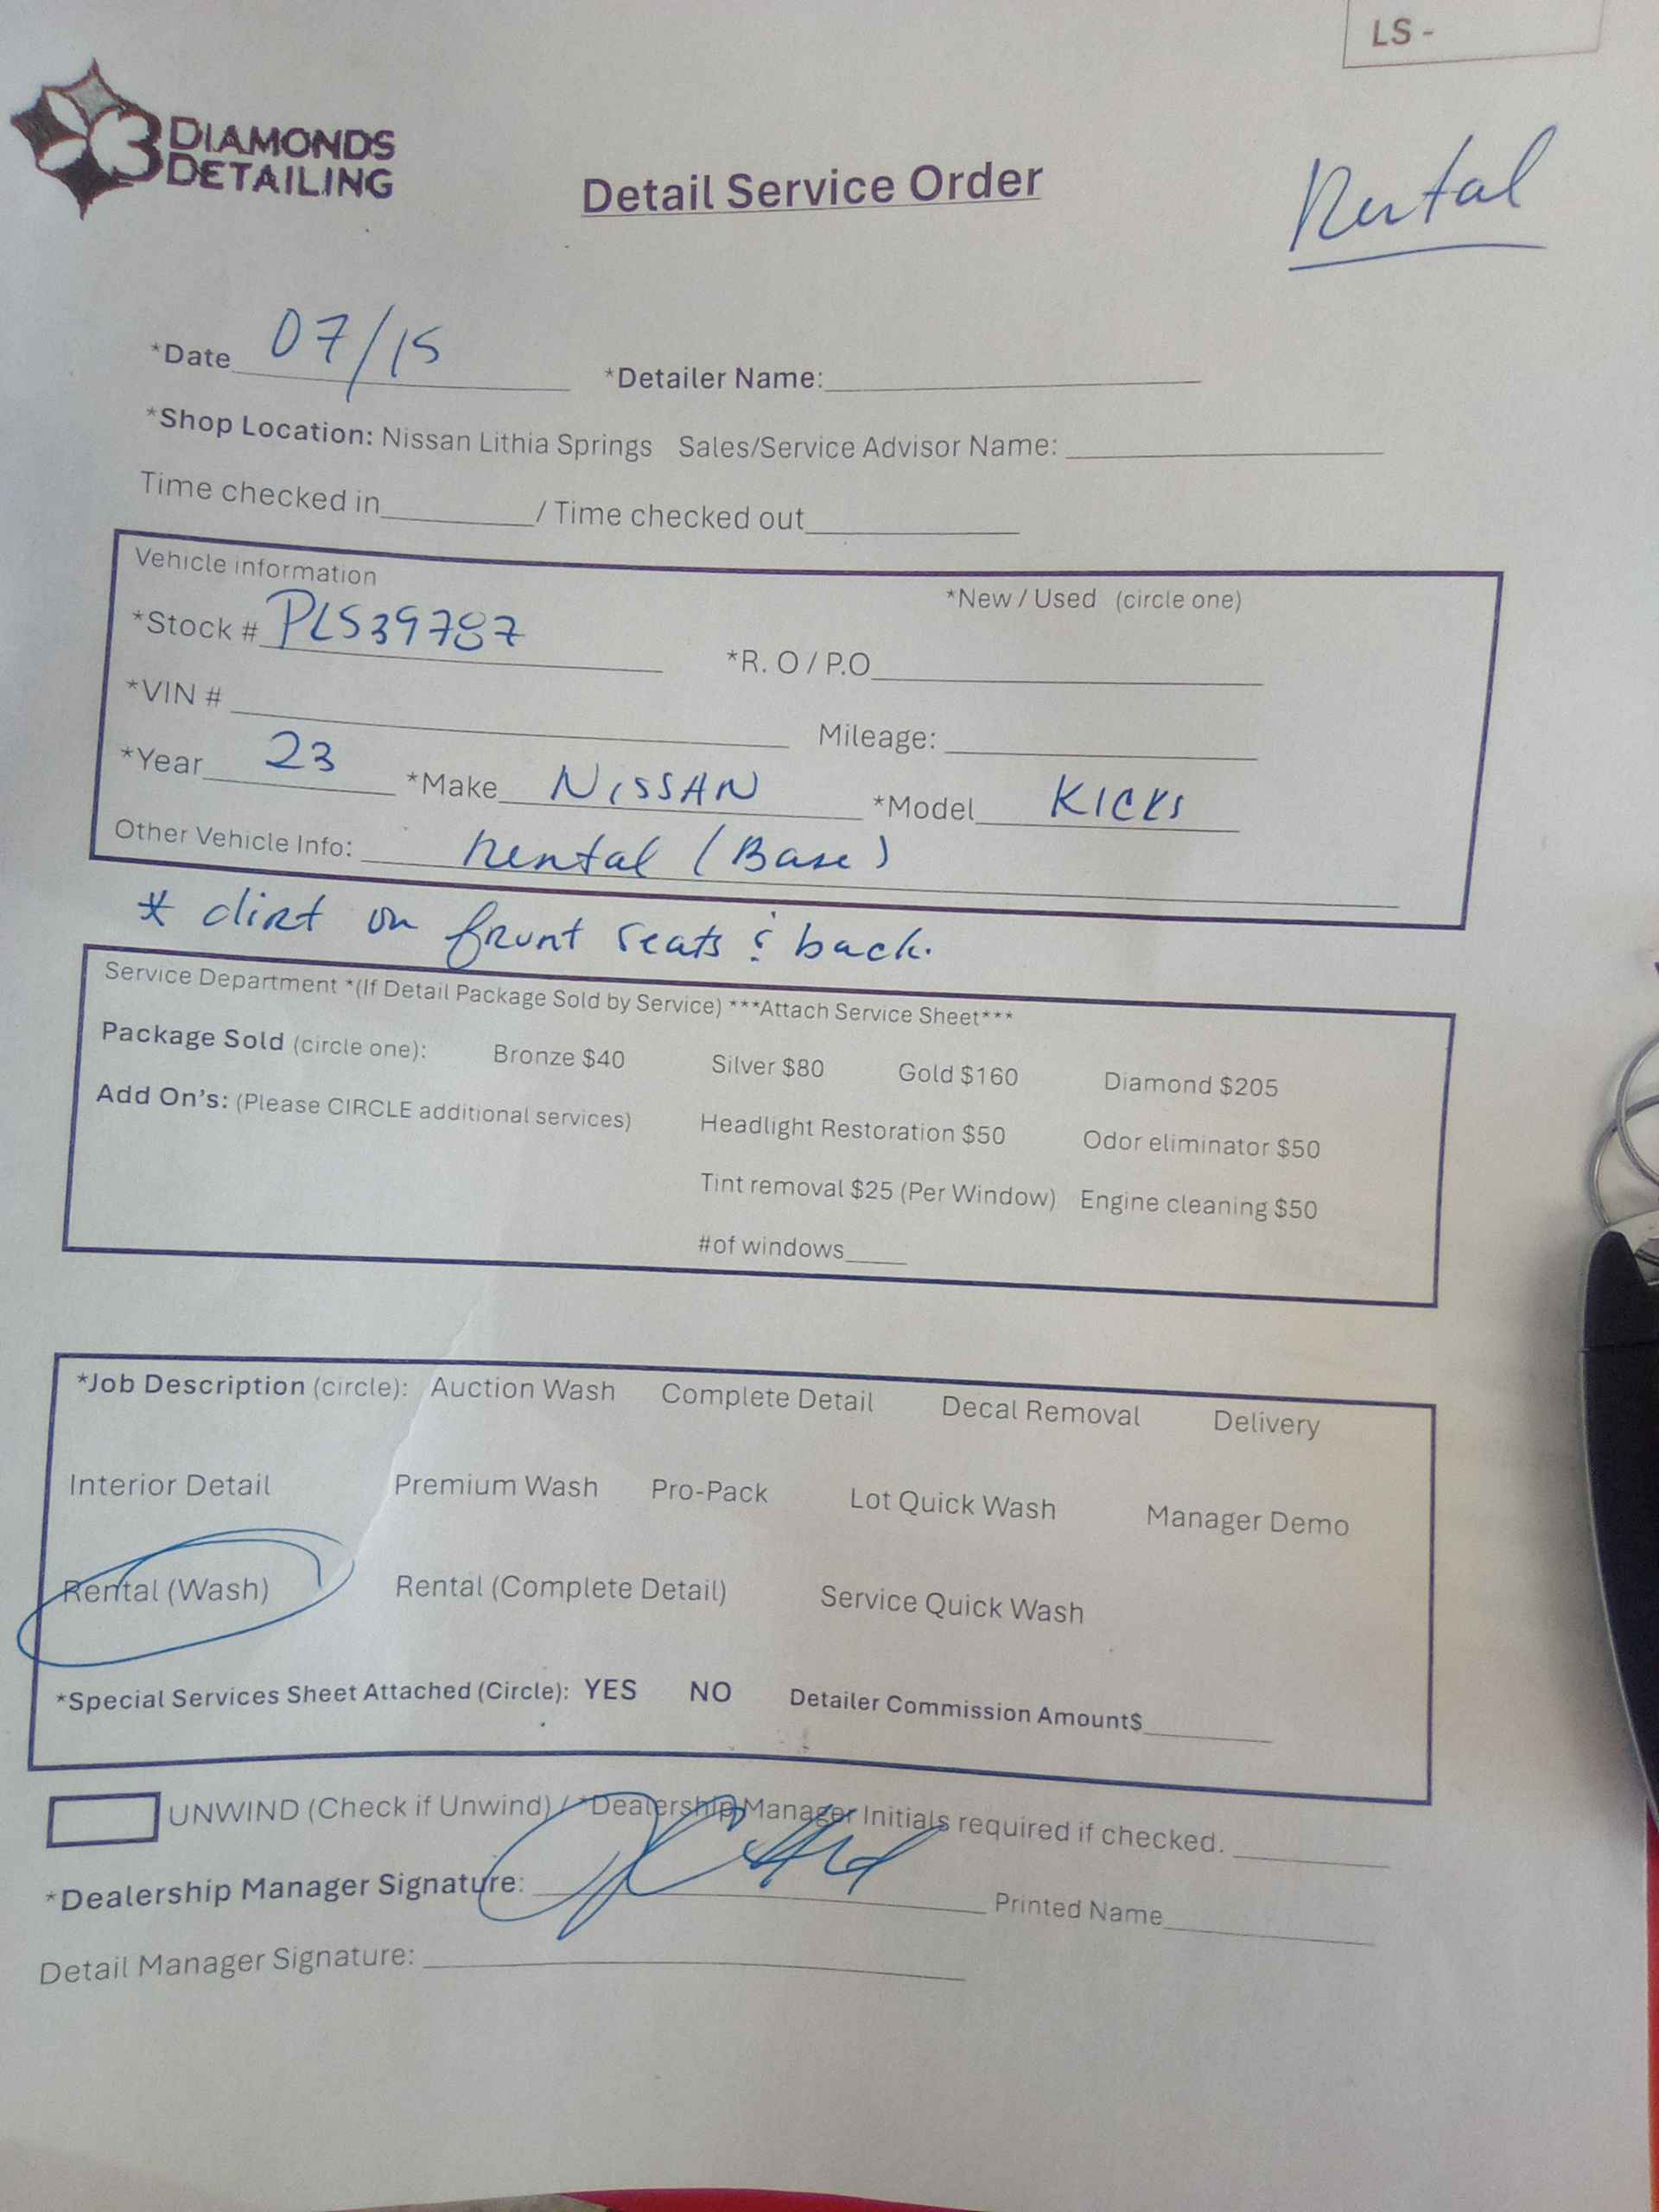 LS -
3 DIAMONDS
DETAILING
Detail Service Order
Rental
*Date 07/15 *Detailer Name:
*Shop Location: Nissan Lithia Springs Sales/Service Advisor Name:
Time checked in / Time checked out
Vehicle information
*New / Used (circle one)
*Stock # PLS39787
*R. O / P.O
*VIN #
Mileage:
*Year 23 *Make NISSAN *Model KICKS
Other Vehicle Info: Rental (Base)
* dirt on front seats & back.
Service Department *(If Detail Package Sold by Service) ***Attach Service Sheet***
Package Sold (circle one): Bronze $40 Silver $80 Gold $160 Diamond $205
Add On's: (Please CIRCLE additional services) Headlight Restoration $50 Odor eliminator $50
Tint removal $25 (Per Window) Engine cleaning $50
#of windows
*Job Description (circle): Auction Wash Complete Detail Decal Removal Delivery
Interior Detail Premium Wash Pro-Pack Lot Quick Wash Manager Demo
Rental (Wash) Rental (Complete Detail) Service Quick Wash
*Special Services Sheet Attached (Circle): YES NO Detailer Commission Amount$
UNWIND (Check if Unwind) / *Dealership Manager Initials required if checked.
*Dealership Manager Signature: Printed Name
Detail Manager Signature: